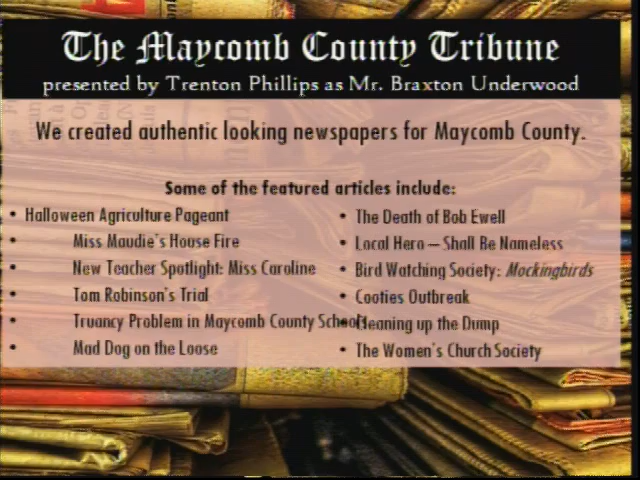 The Maycomb County Tribune
presented by Trenton Phillips as Mr. Braxton Underwood
We created authentic looking newspapers for Maycomb County.
Some of the featured articles include:
• Halloween Agriculture Pageant
• Miss Maudie's House Fire
• New Teacher Spotlight: Miss Caroline
• Tom Robinson's Trial
• Truancy Problem in Maycomb County School
• Mad Dog on the Loose
• The Death of Bob Ewell
• Local Hero – Shall Be Nameless
• Bird Watching Society: Mockingbirds
• Cooties Outbreak
• Cleaning up the Dump
• The Women's Church Society